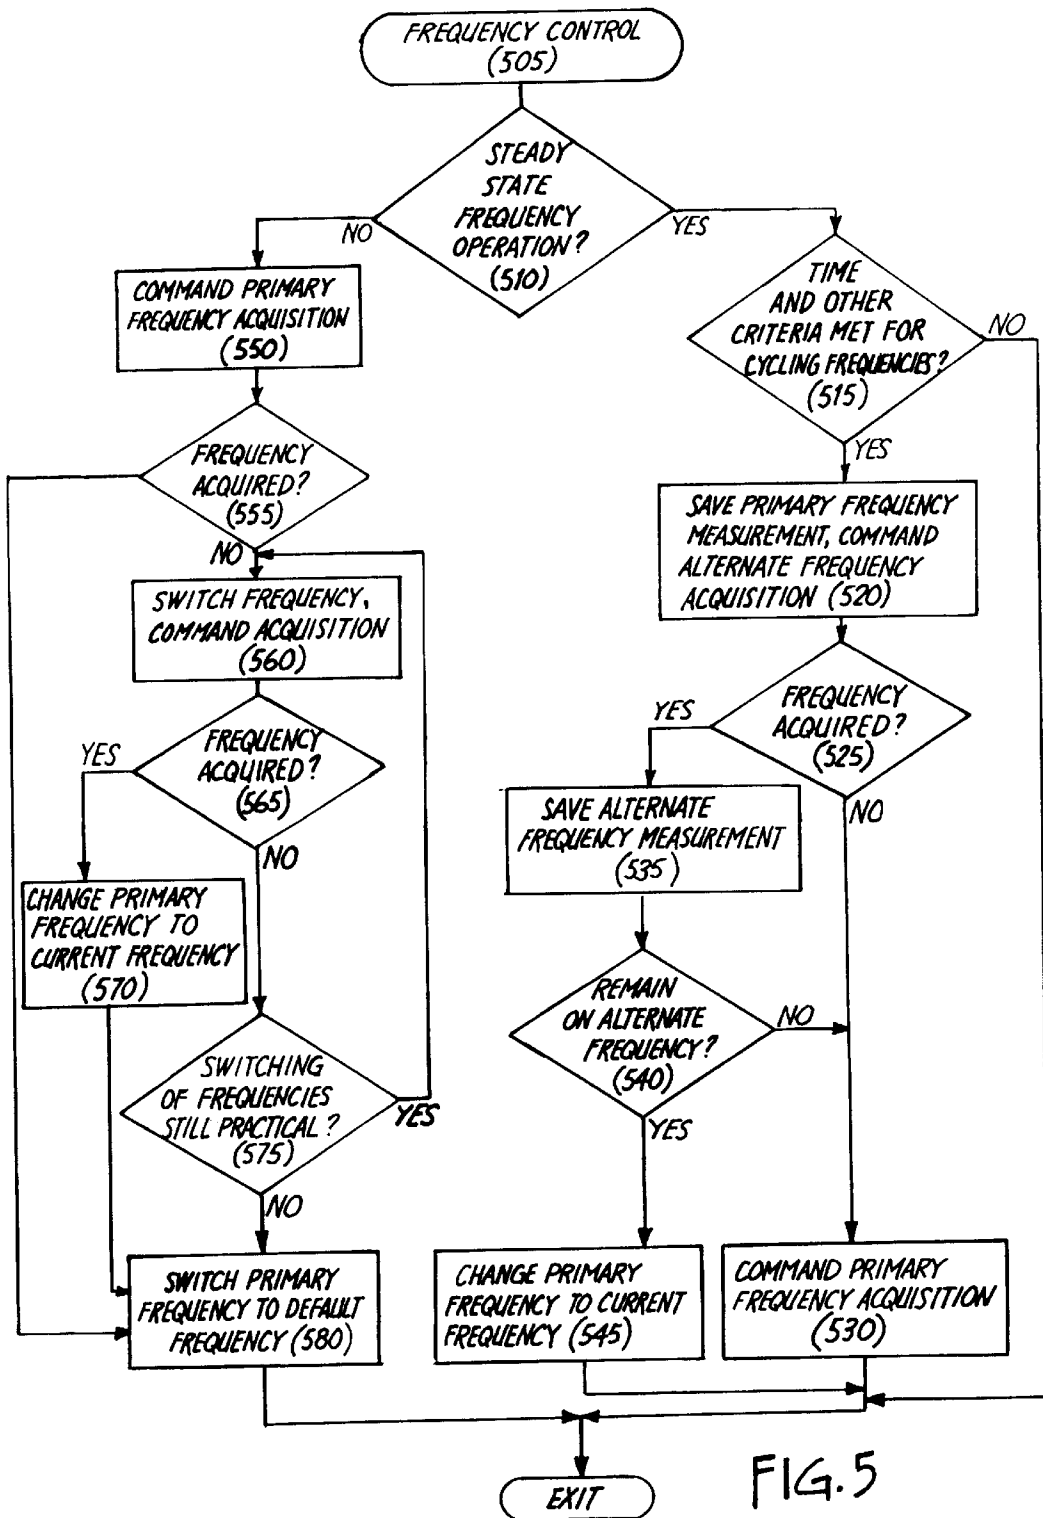 FREQUENCY CONTROL
(505)
STEADY
STATE
FREQUENCY
OPERATION?
(510)
NO
YES
COMMAND PRIMARY
FREQUENCY ACQUISITION
(550)
TIME
AND OTHER
CRITERIA MET FOR
CYCLING FREQUENCIES?
(515)
NO
YES
FREQUENCY
ACQUIRED?
(555)
NO
SAVE PRIMARY FREQUENCY
MEASUREMENT, COMMAND
ALTERNATE FREQUENCY
ACQUISITION (520)
SWITCH FREQUENCY,
COMMAND ACQUISITION
(560)
FREQUENCY
ACQUIRED?
(525)
YES
NO
FREQUENCY
ACQUIRED?
(565)
YES
NO
SAVE ALTERNATE
FREQUENCY MEASUREMENT
(535)
CHANGE PRIMARY
FREQUENCY TO
CURRENT FREQUENCY
(570)
REMAIN
ON ALTERNATE
FREQUENCY?
(540)
NO
YES
SWITCHING
OF FREQUENCIES
STILL PRACTICAL?
(575)
YES
NO
SWITCH PRIMARY
FREQUENCY TO DEFAULT
FREQUENCY (580)
CHANGE PRIMARY
FREQUENCY TO CURRENT
FREQUENCY (545)
COMMAND PRIMARY
FREQUENCY ACQUISITION
(530)
EXIT
FIG. 5